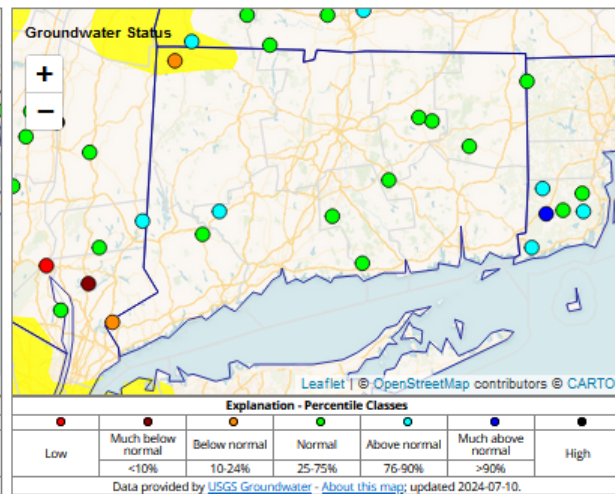 Groundwater Status
+
−
Leaflet | © OpenStreetMap contributors © CARTO
Explanation - Percentile Classes
Low
Much below normal
Below normal
Normal
Above normal
Much above normal
High
<10%
10-24%
25-75%
76-90%
>90%
Data provided by USGS Groundwater - About this map; updated 2024-07-10.